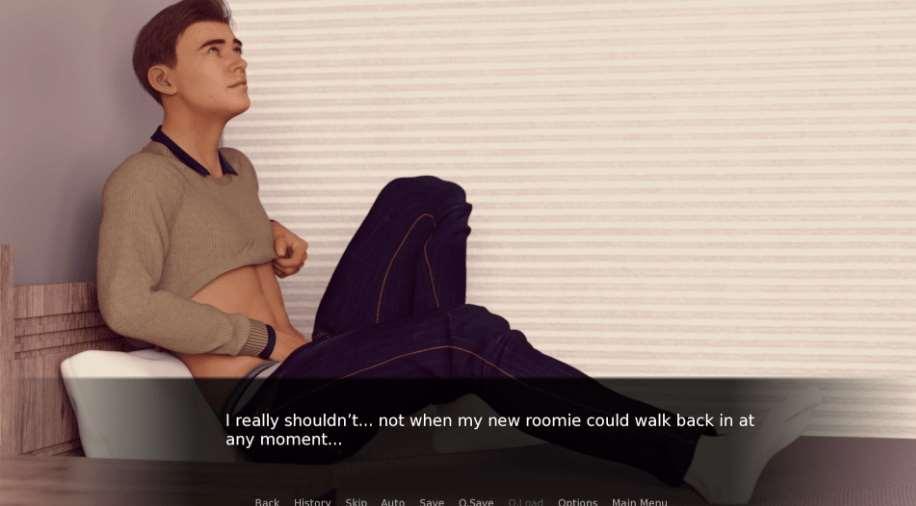 I really shouldn’t... not when my new roomie could walk back in at
any moment...
Back History Skip Auto Save Q.Save Q.Load Options Main Menu